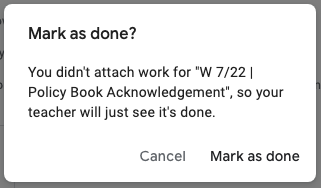 Mark as done?
You didn't attach work for "W 7/22 |
Policy Book Acknowledgement", so your
teacher will just see it's done.
Cancel Mark as done